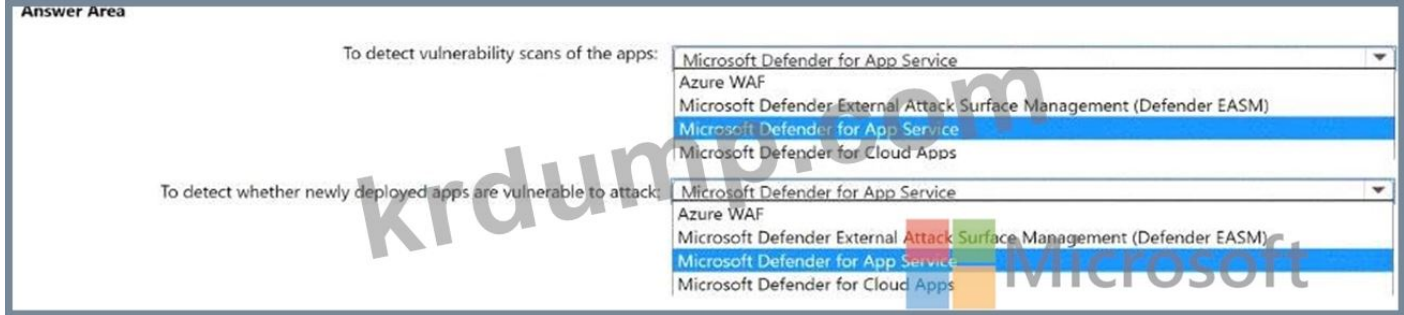 Answer Area
To detect vulnerability scans of the apps: Microsoft Defender for App Service
Azure WAF
Microsoft Defender External Attack Surface Management (Defender EASM)
Microsoft Defender for App Service
Microsoft Defender for Cloud Apps
To detect whether newly deployed apps are vulnerable to attack: Microsoft Defender for App Service
Azure WAF
Microsoft Defender External Attack Surface Management (Defender EASM)
Microsoft Defender for App Service
Microsoft Defender for Cloud Apps
krdump.com
Microsoft